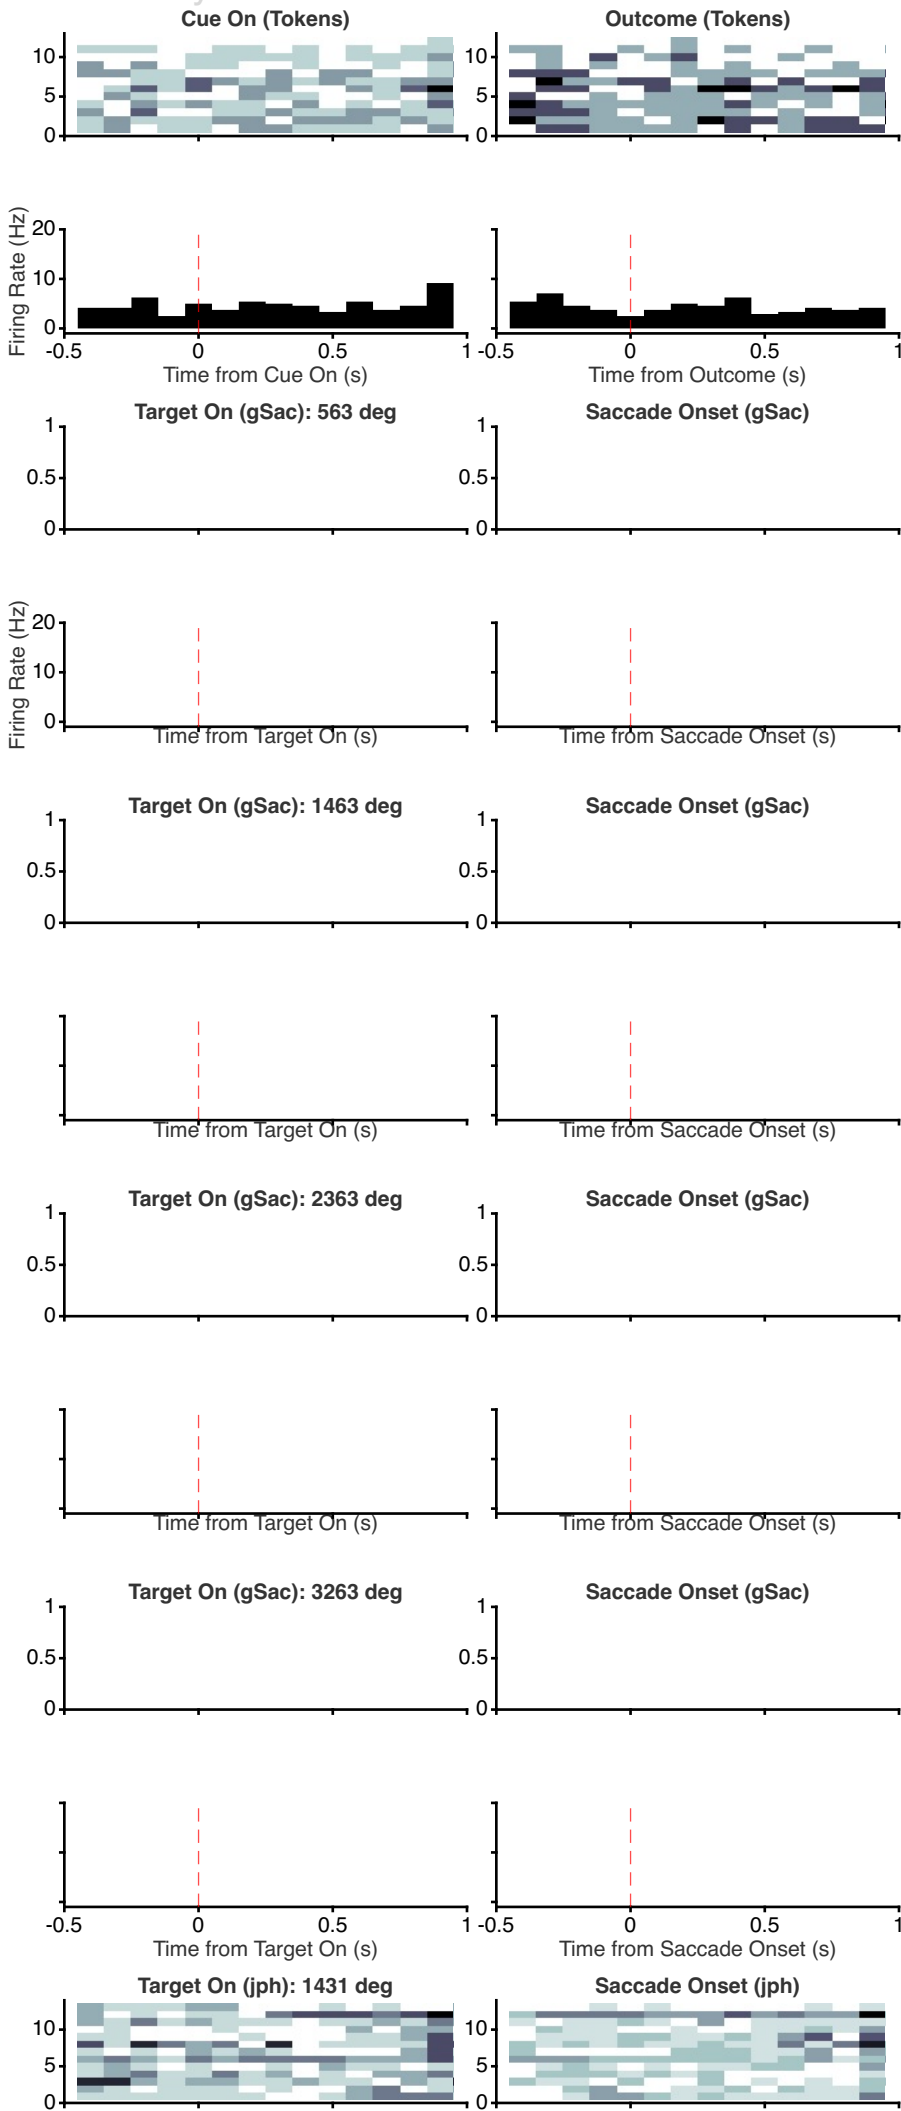 Cue On (Tokens) Outcome (Tokens)
10 10
5 5
0 0
Firing Rate (Hz)
20
10
0
-0.5 0 0.5 1 -0.5 0 0.5 1
Time from Cue On (s) Time from Outcome (s)
Target On (gSac): 563 deg Saccade Onset (gSac)
1 1
0.5 0.5
0 0
Firing Rate (Hz)
20
10
0
Time from Target On (s) Time from Saccade Onset (s)
Target On (gSac): 1463 deg Saccade Onset (gSac)
1 1
0.5 0.5
0 0
Time from Target On (s) Time from Saccade Onset (s)
Target On (gSac): 2363 deg Saccade Onset (gSac)
1 1
0.5 0.5
0 0
Time from Target On (s) Time from Saccade Onset (s)
Target On (gSac): 3263 deg Saccade Onset (gSac)
1 1
0.5 0.5
0 0
-0.5 0 0.5 1 -0.5 0 0.5 1
Time from Target On (s) Time from Saccade Onset (s)
Target On (jph): 1431 deg Saccade Onset (jph)
10 10
5 5
0 0